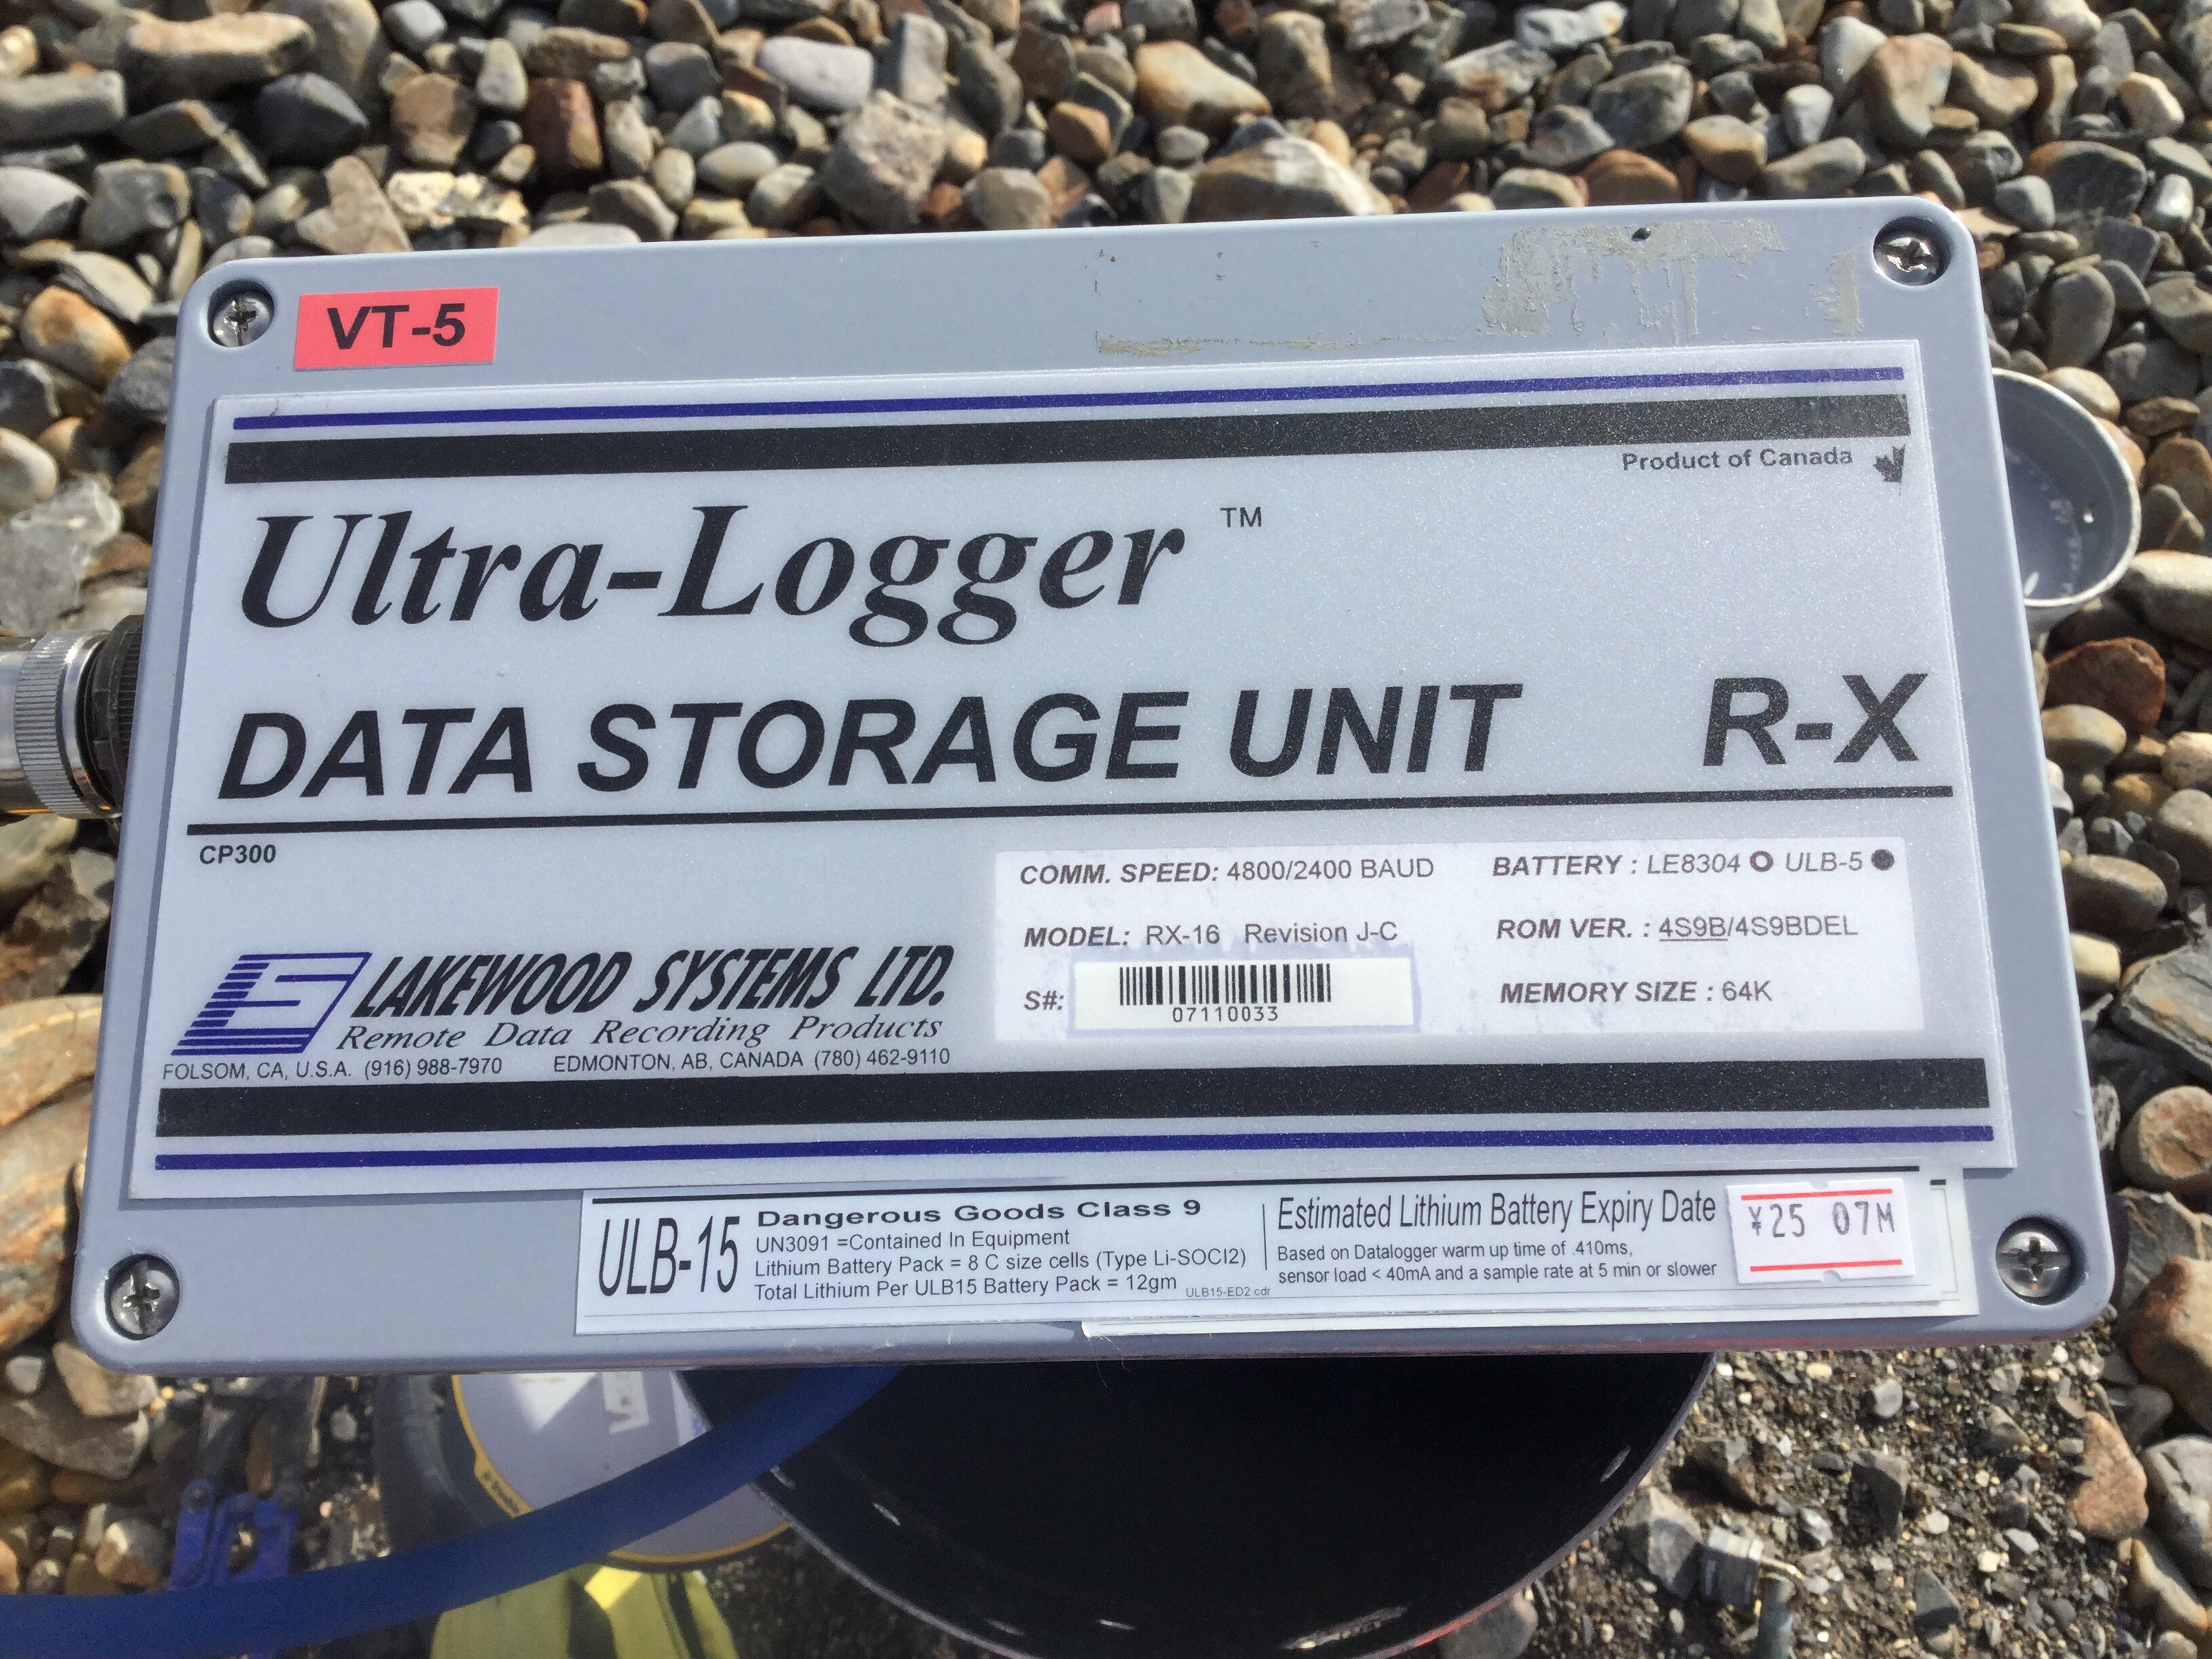 VT-5
Product of Canada
Ultra-Logger ™
DATA STORAGE UNIT R-X
CP300
COMM. SPEED: 4800/2400 BAUD BATTERY : LE8304 ULB-5
MODEL: RX-16 Revision J-C ROM VER. : 4S9B/4S9BDEL
S#: 07110033 MEMORY SIZE : 64K
LAKEWOOD SYSTEMS LTD.
Remote Data Recording Products
FOLSOM, CA, U.S.A. (916) 988-7970 EDMONTON, AB, CANADA (780) 462-9110
ULB-15
Dangerous Goods Class 9
UN3091 =Contained In Equipment
Lithium Battery Pack = 8 C size cells (Type Li-SOCl2)
Total Lithium Per ULB15 Battery Pack = 12gm
ULB15-ED2.cdr
Estimated Lithium Battery Expiry Date
Based on Datalogger warm up time of .410ms,
sensor load < 40mA and a sample rate at 5 min or slower
¥25 07M